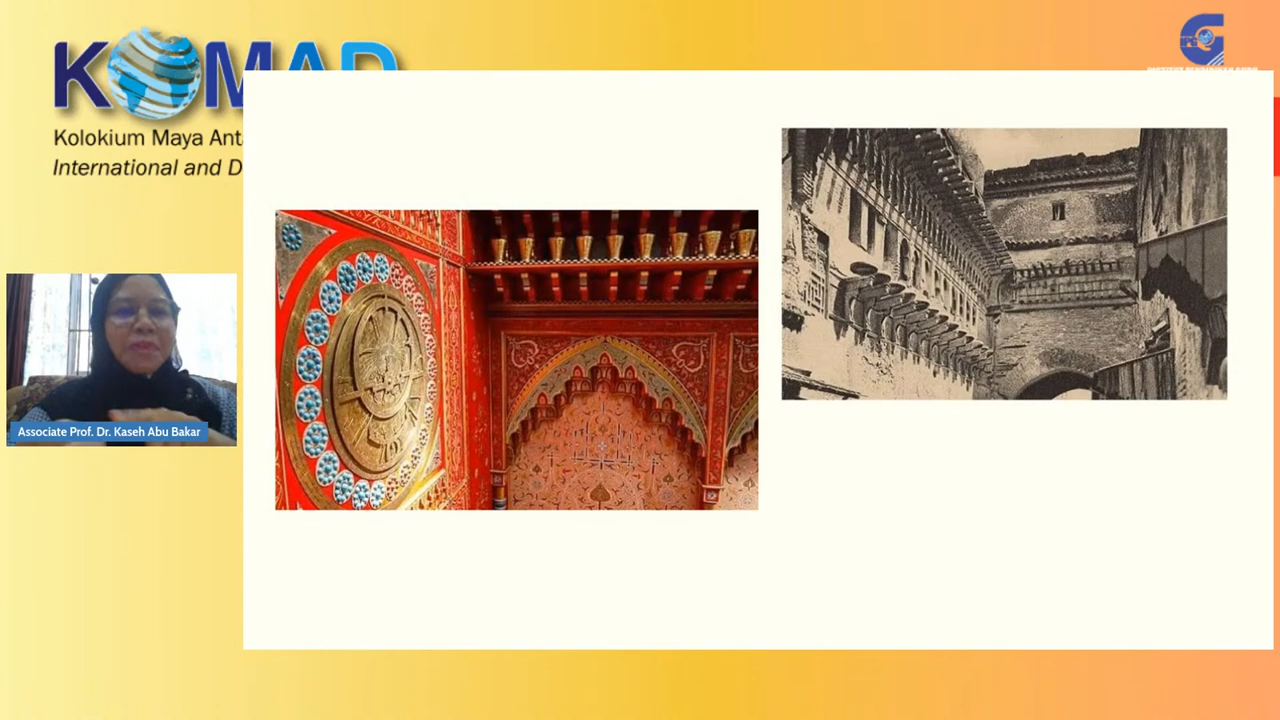 KOMAD
Kolokium Maya Ant
International and D
Associate Prof. Dr. Kaseh Abu Bakar